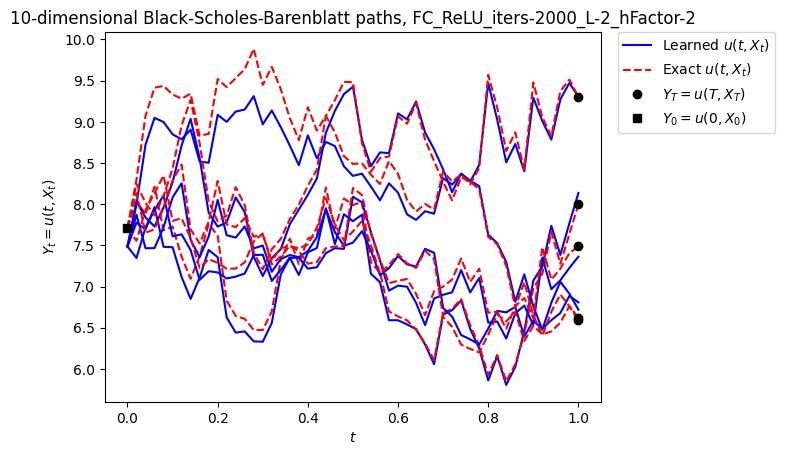 10-dimensional Black-Scholes-Barenblatt paths, FC_ReLU_iters-2000_L-2_hFactor-2
Learned u(t, X_t)
Exact u(t, X_t)
Y_T = u(T, X_T)
Y_0 = u(0, X_0)
Y_t = u(t, X_t)
10.0
9.5
9.0
8.5
8.0
7.5
7.0
6.5
6.0
0.0 0.2 0.4 0.6 0.8 1.0
t